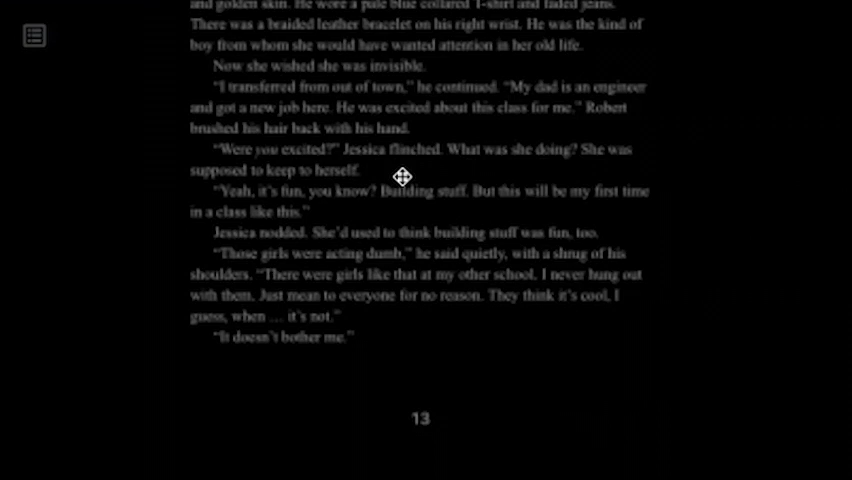 and golden skin. He wore a pale blue collared T-shirt and faded jeans.
There was a braided leather bracelet on his right wrist. He was the kind of
boy from whom she would have wanted attention in her old life.
Now she wished she was invisible.
“I transferred from out of town,” he continued. “My dad is an engineer
and got a new job here. He was excited about this class for me.” Robert
brushed his hair back with his hand.
“Were you excited?” Jessica flinched. What was she doing? She was
supposed to keep to herself.
“Yeah, it’s fun, you know? Building stuff. But this will be my first time
in a class like this.”
Jessica nodded. She’d used to think building stuff was fun, too.
“Those girls were acting dumb,” he said quietly, with a shrug of his
shoulders. “There were girls like that at my other school. I never hung out
with them. Just mean to everyone for no reason. They think it’s cool, I
guess, when … it’s not.”
“It doesn’t bother me.”
13